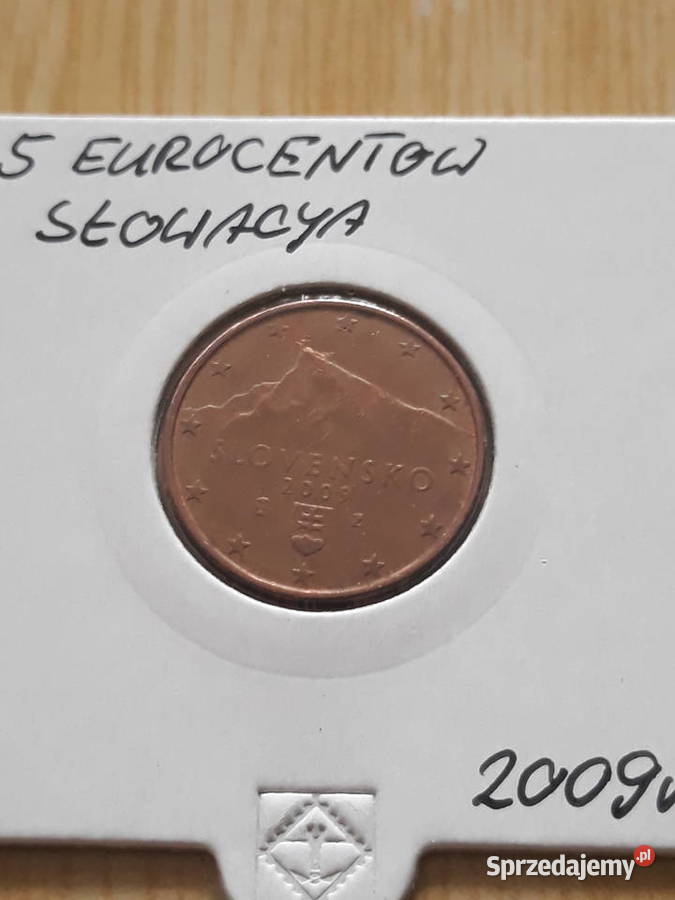 5 EUROCENTOW
SŁOWACYA
SLOVENSKO
2009
Z
2009r
Sprzedajemy.pl